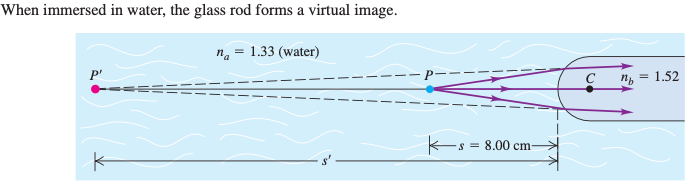 When immersed in water, the glass rod forms a virtual image.
nₐ = 1.33 (water)
P′
P
C
n_b = 1.52
s = 8.00 cm
s′